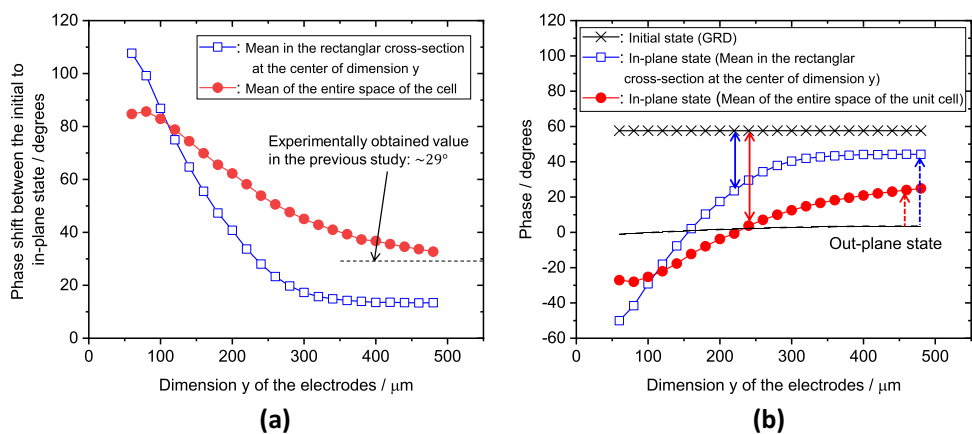 120
100
80
60
40
20
0
0
100
200
300
400
500
Phase shift between the initial to
in-plane state / degrees
: Mean in the rectanglar cross-section
at the center of dimension y
: Mean of the entire space of the cell
Experimentally obtained value
in the previous study: ~29°
Dimension y of the electrodes / μm
(a)
120
100
80
60
40
20
0
-20
-40
-60
0
100
200
300
400
500
Phase / degrees
: Initial state (GRD)
: In-plane state (Mean in the rectanglar
cross-section at the center of dimension y)
: In-plane state (Mean of the entire space of the unit cell)
Out-plane state
Dimension y of the electrodes / μm
(b)